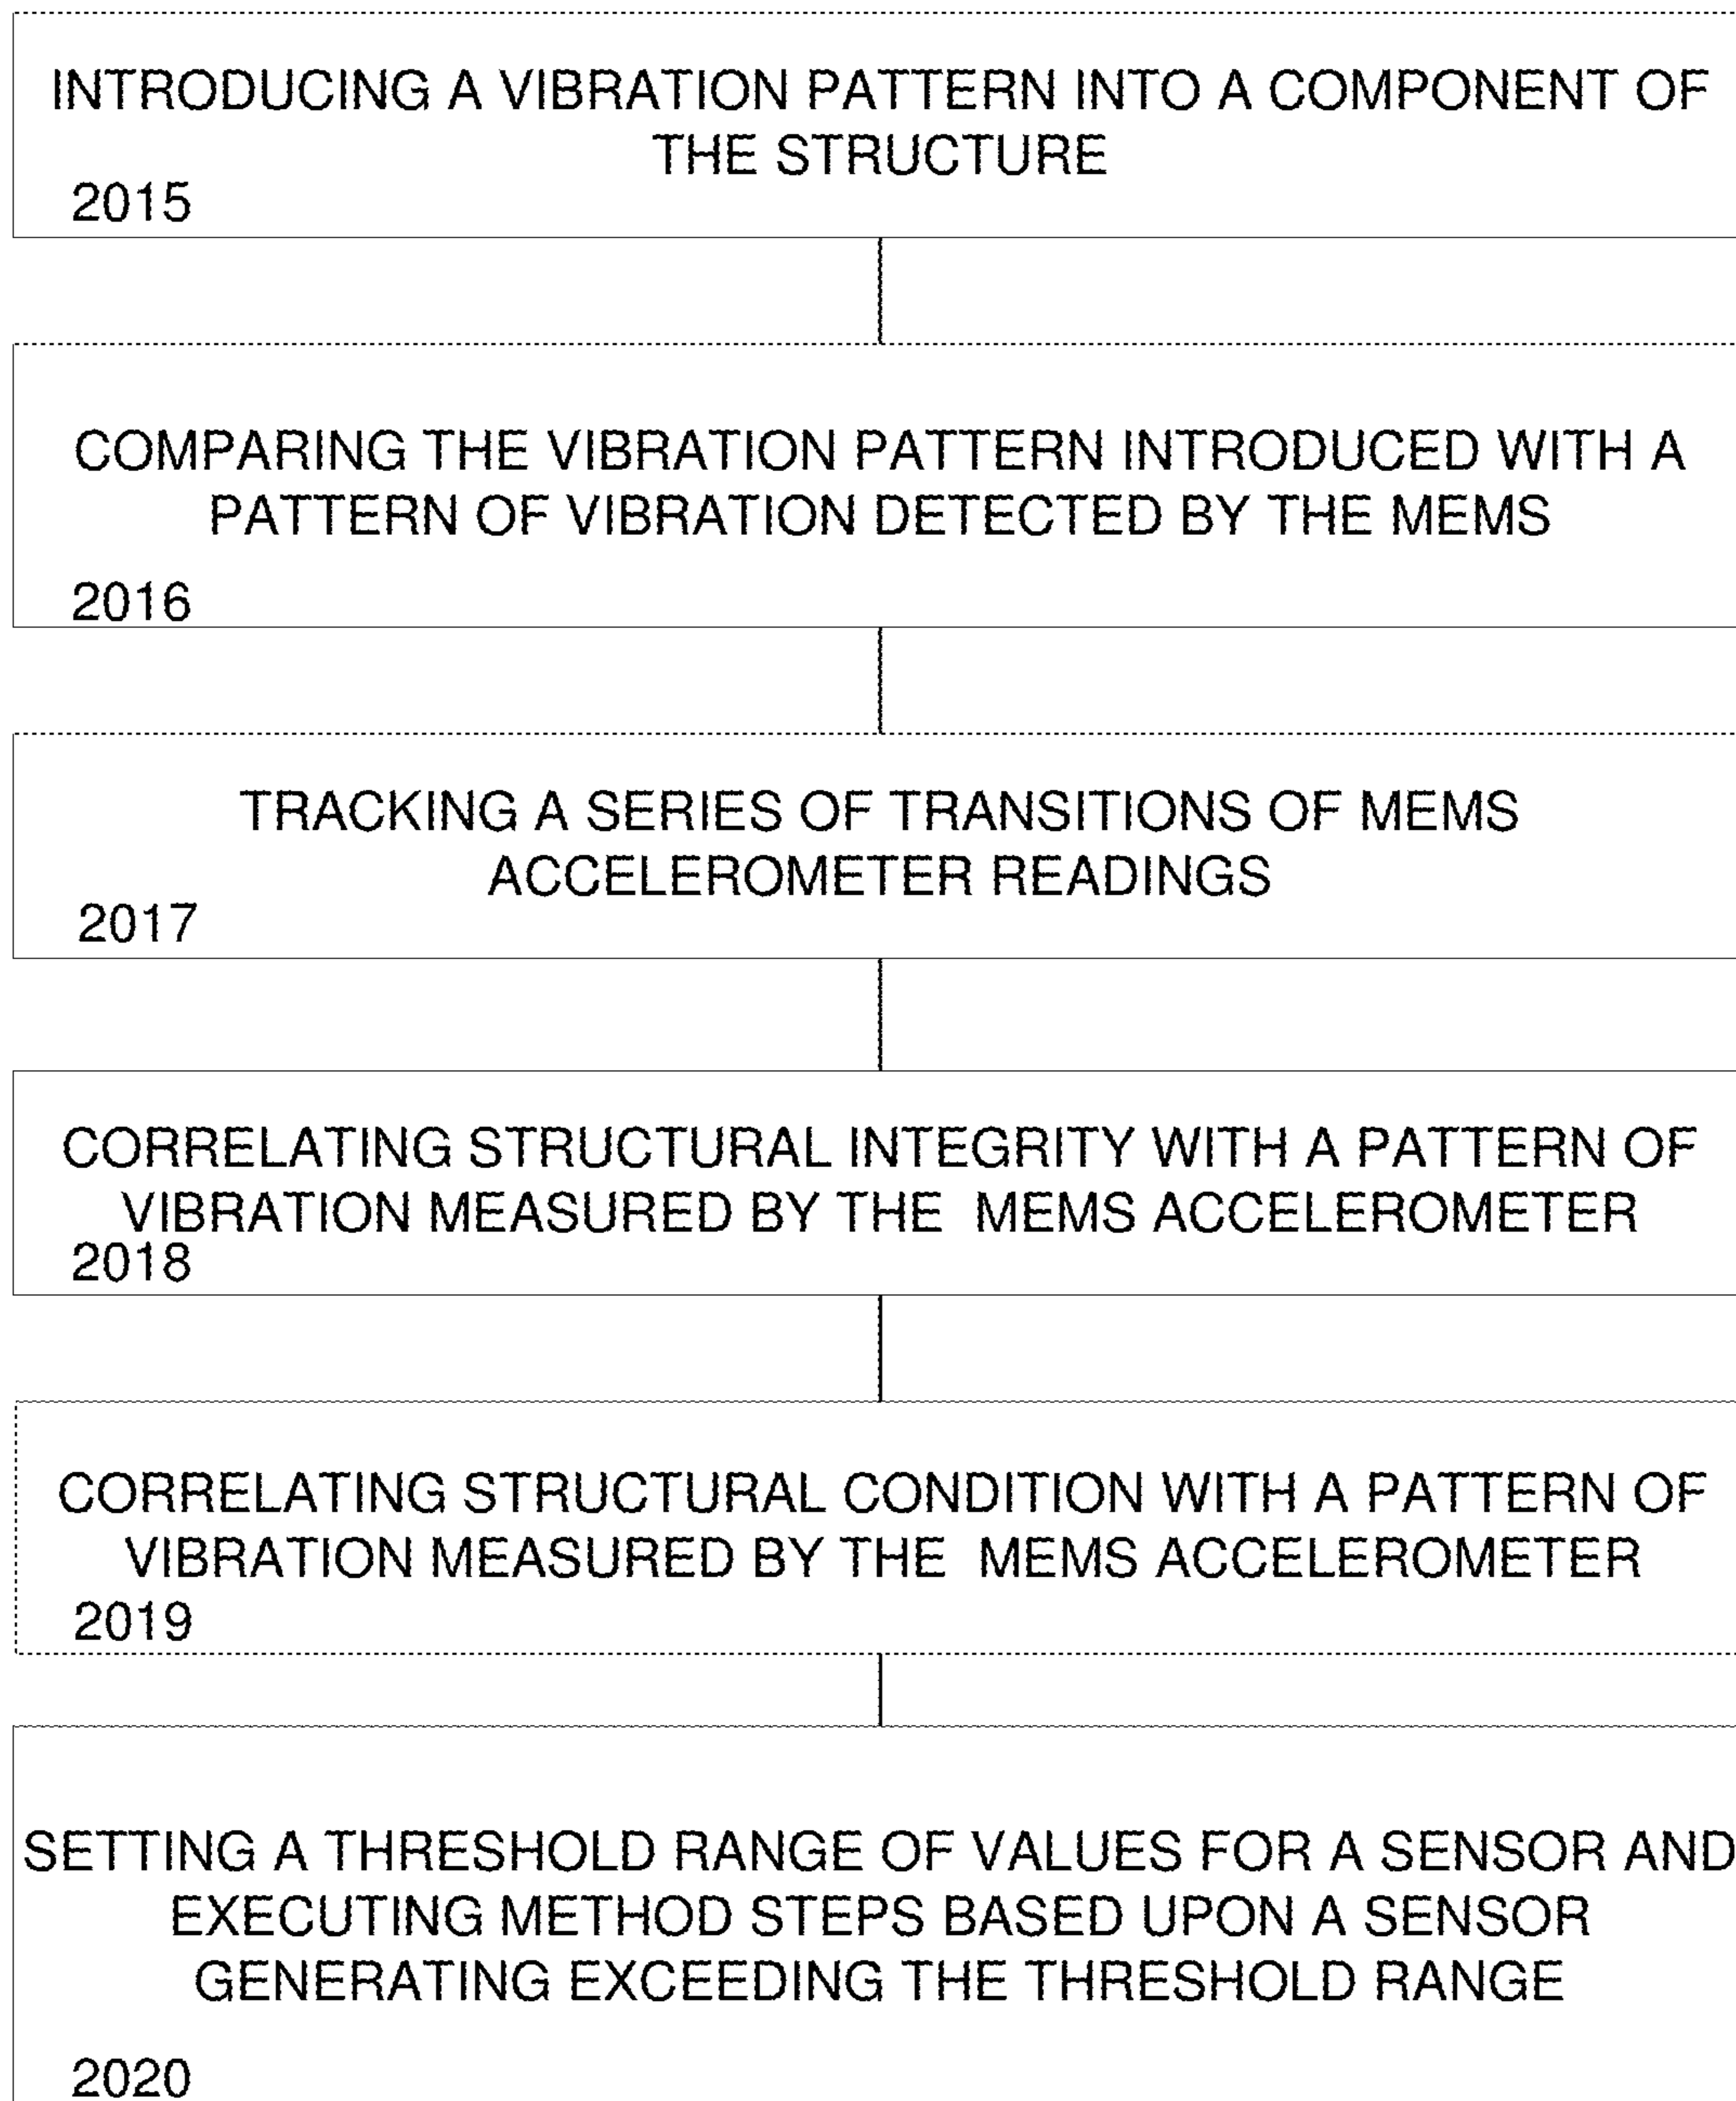 INTRODUCING A VIBRATION PATTERN INTO A COMPONENT OF
THE STRUCTURE
2015
COMPARING THE VIBRATION PATTERN INTRODUCED WITH A
PATTERN OF VIBRATION DETECTED BY THE MEMS
2016
TRACKING A SERIES OF TRANSITIONS OF MEMS
ACCELEROMETER READINGS
2017
CORRELATING STRUCTURAL INTEGRITY WITH A PATTERN OF
VIBRATION MEASURED BY THE MEMS ACCELEROMETER
2018
CORRELATING STRUCTURAL CONDITION WITH A PATTERN OF
VIBRATION MEASURED BY THE MEMS ACCELEROMETER
2019
SETTING A THRESHOLD RANGE OF VALUES FOR A SENSOR AND
EXECUTING METHOD STEPS BASED UPON A SENSOR
GENERATING EXCEEDING THE THRESHOLD RANGE
2020